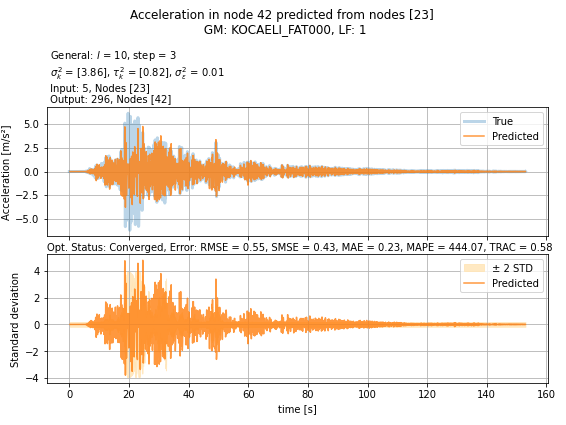 Acceleration in node 42 predicted from nodes [23]
GM: KOCAELI_FAT000, LF: 1
General: l = 10, step = 3
σ²ₖ = [3.86], τ²ₖ = [0.82], σ²ₑ = 0.01
Input: 5, Nodes [23]
Output: 296, Nodes [42]
Acceleration [m/s²]
5.0
2.5
0.0
−2.5
−5.0
True
Predicted
Opt. Status: Converged, Error: RMSE = 0.55, SMSE = 0.43, MAE = 0.23, MAPE = 444.07, TRAC = 0.58
Standard deviation
4
2
0
−2
−4
± 2 STD
Predicted
0 20 40 60 80 100 120 140 160
time [s]